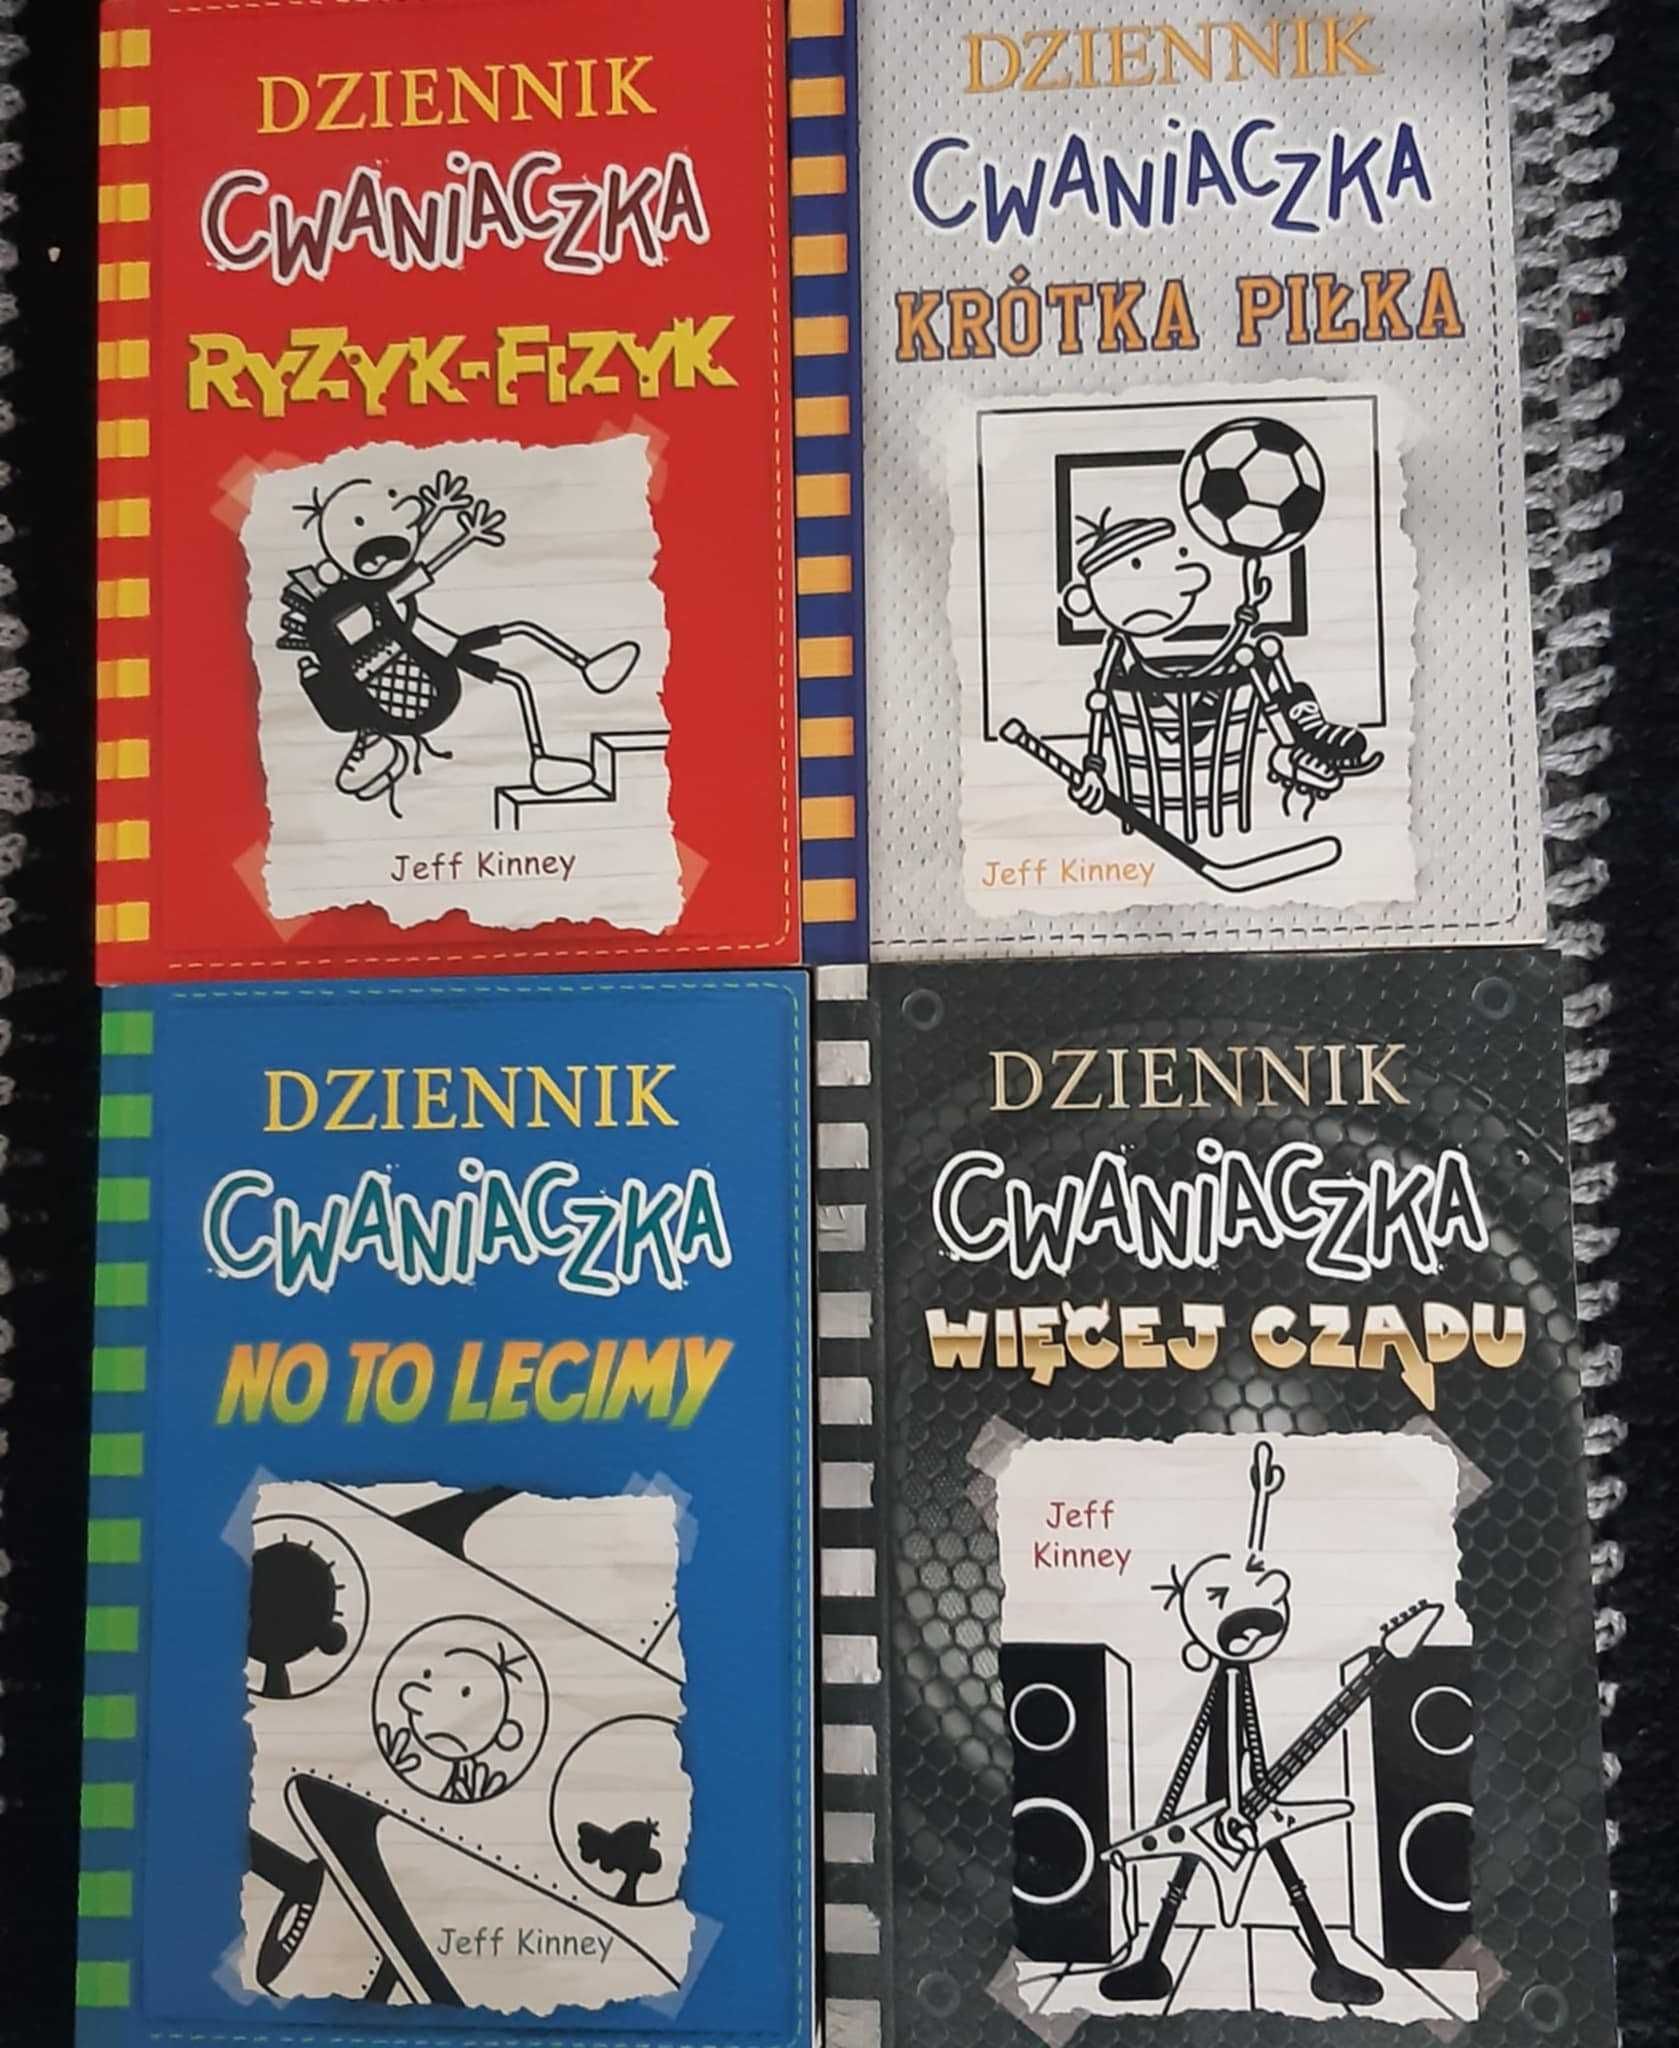 DZIENNIK
CWANIACZKA
RYZYK-FIZYK
Jeff Kinney
DZIENNIK
CWANIACZKA
KRÓTKA PIŁKA
Jeff Kinney
DZIENNIK
CWANIACZKA
NO TO LECIMY
Jeff Kinney
DZIENNIK
CWANIACZKA
WIĘCEJ CZĄDU
Jeff
Kinney